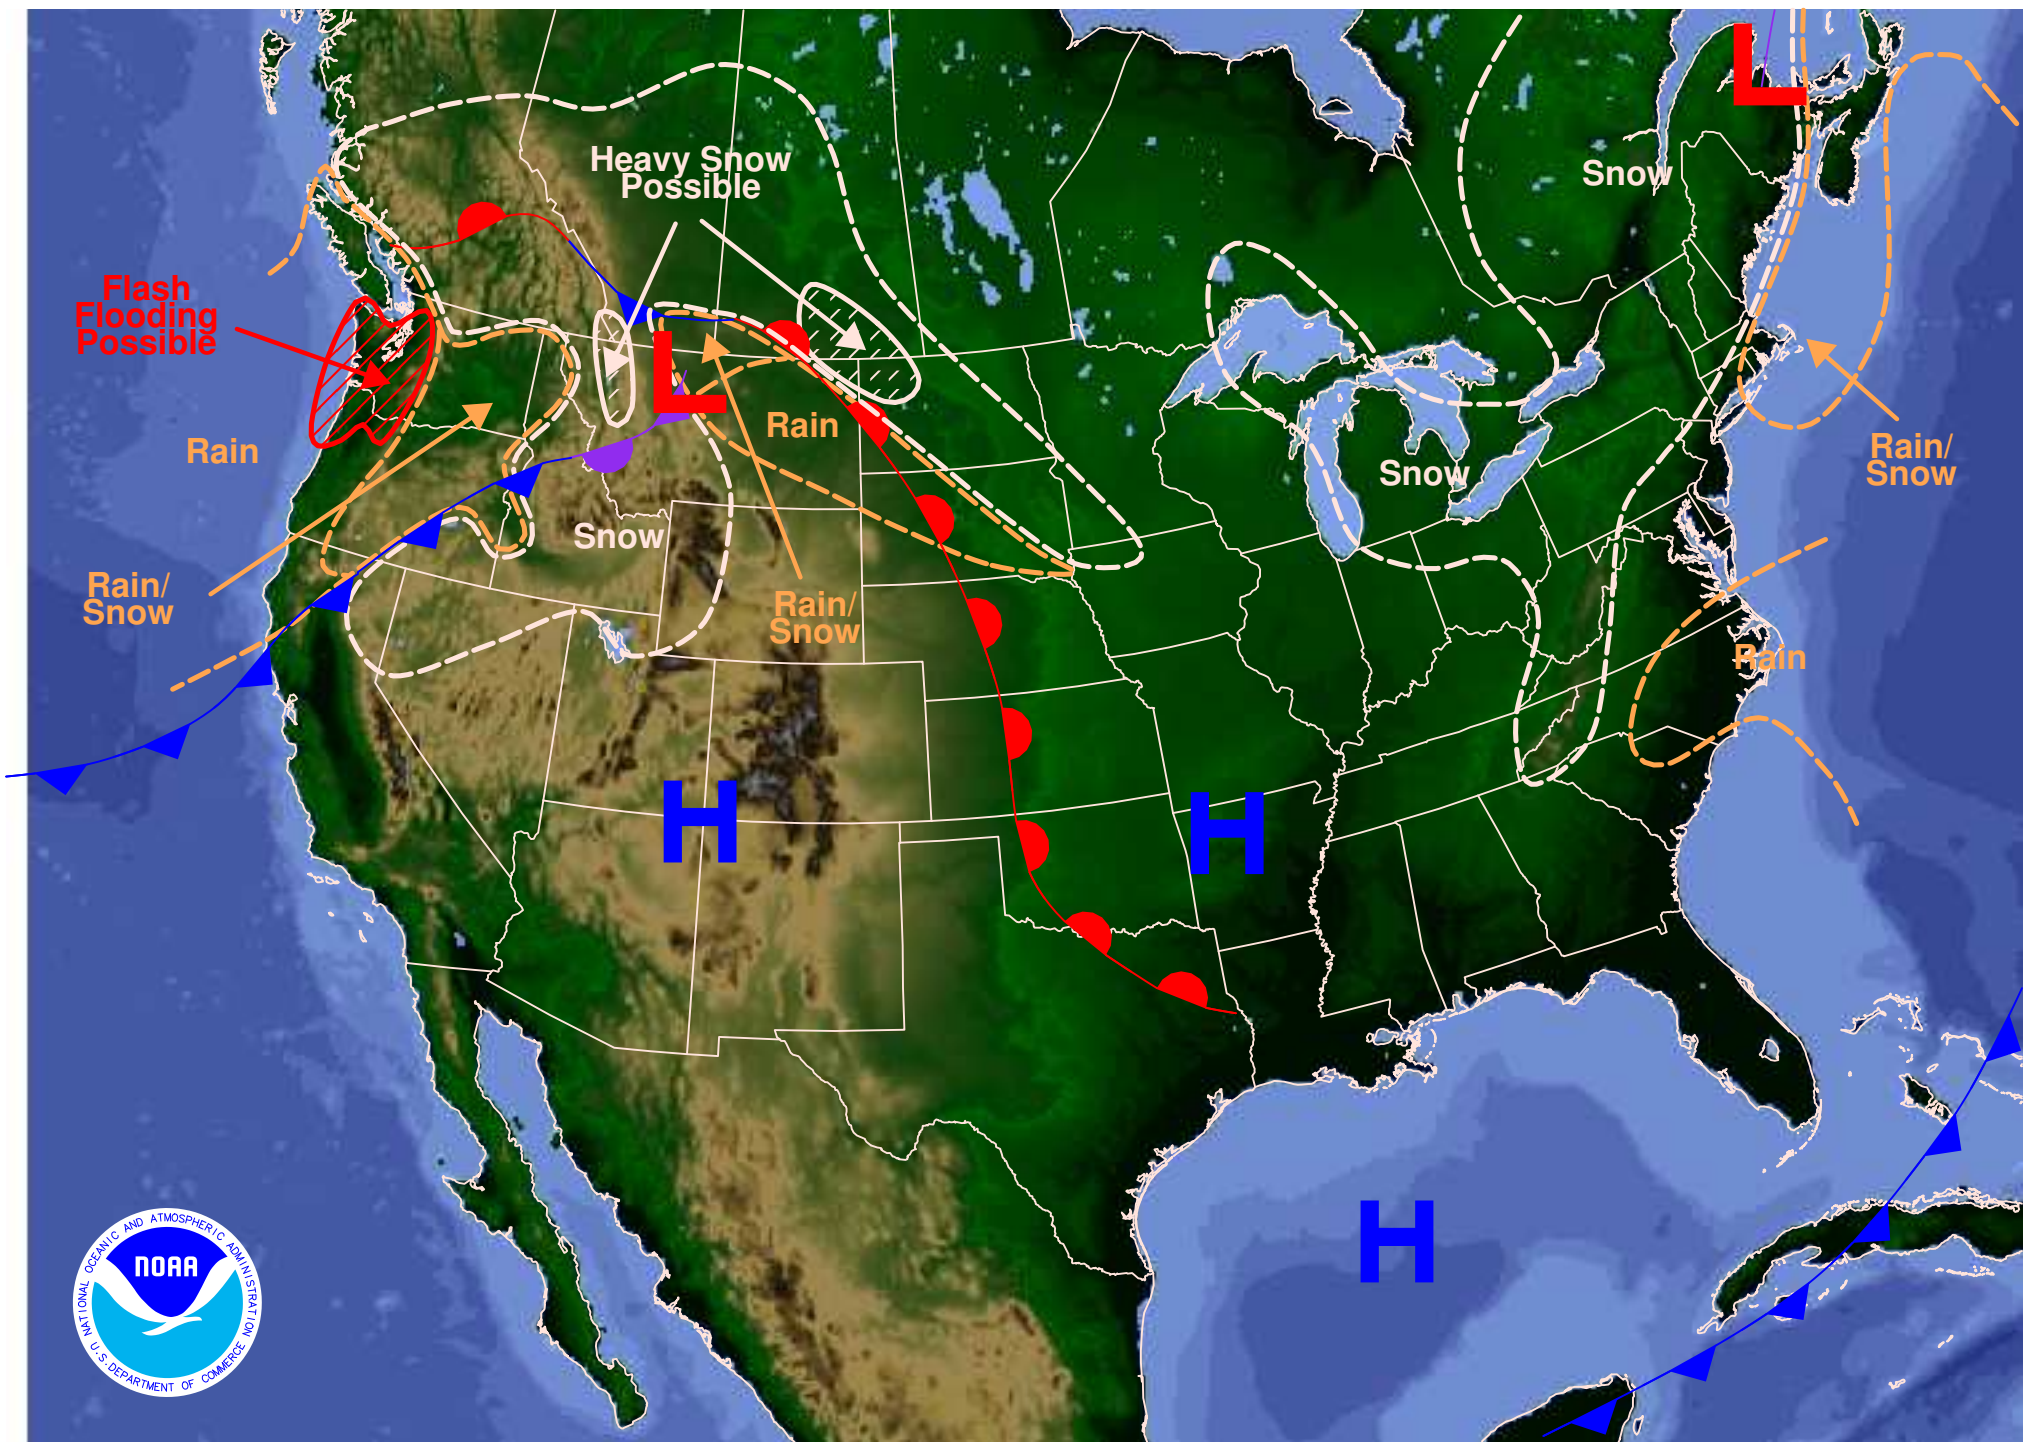 L
Heavy Snow
Possible
Snow
Flash
Flooding
Possible
L
Rain
Rain
Rain/
Snow
Snow
Snow
Rain/
Snow
Rain/
Snow
Rain
H
H
H
NATIONAL OCEANIC AND ATMOSPHERIC ADMINISTRATION
NOAA
U.S. DEPARTMENT OF COMMERCE